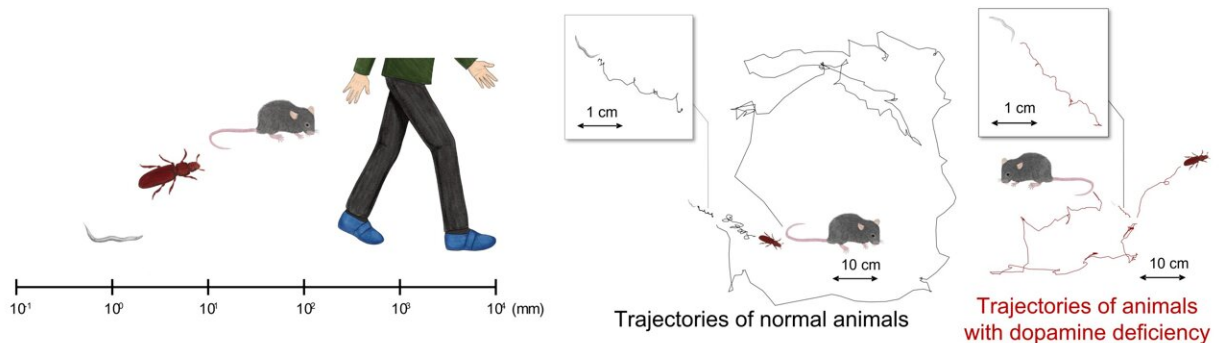 10⁻¹ 10⁰ 10¹ 10² 10³ 10⁴ (mm)
1 cm
10 cm
Trajectories of normal animals
1 cm
10 cm
Trajectories of animals
with dopamine deficiency